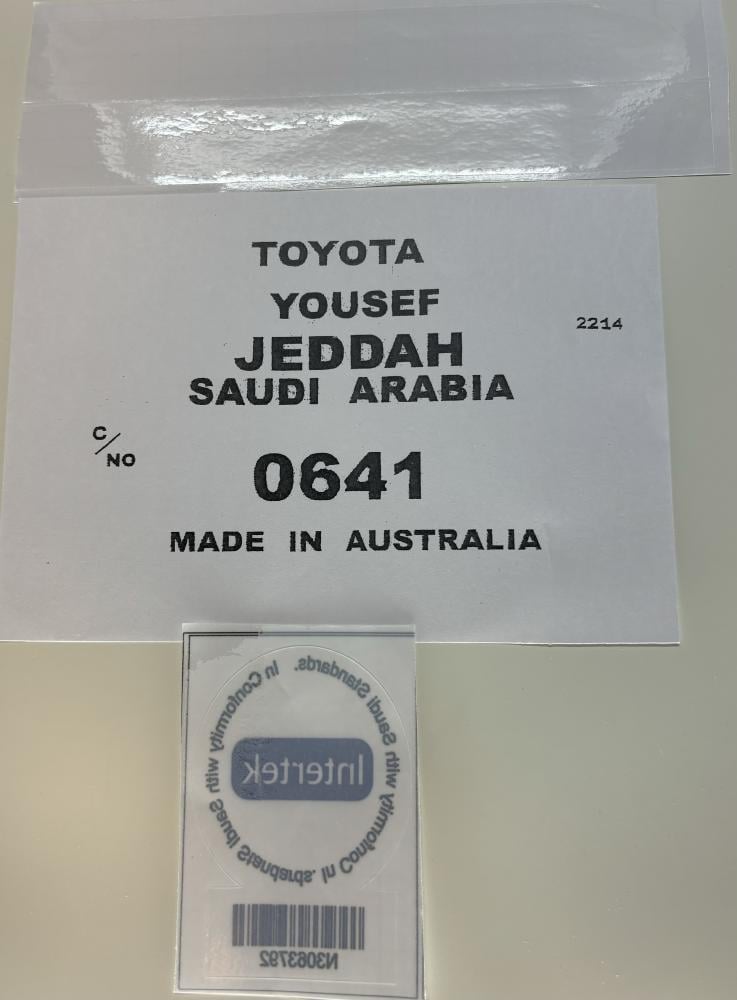 TOYOTA
YOUSEF
2214
JEDDAH
SAUDI ARABIA
C/NO
0641
MADE IN AUSTRALIA
In Conformity with Saudi Standards. In Conformity with Saudi Standards.
Intertek
N3063792